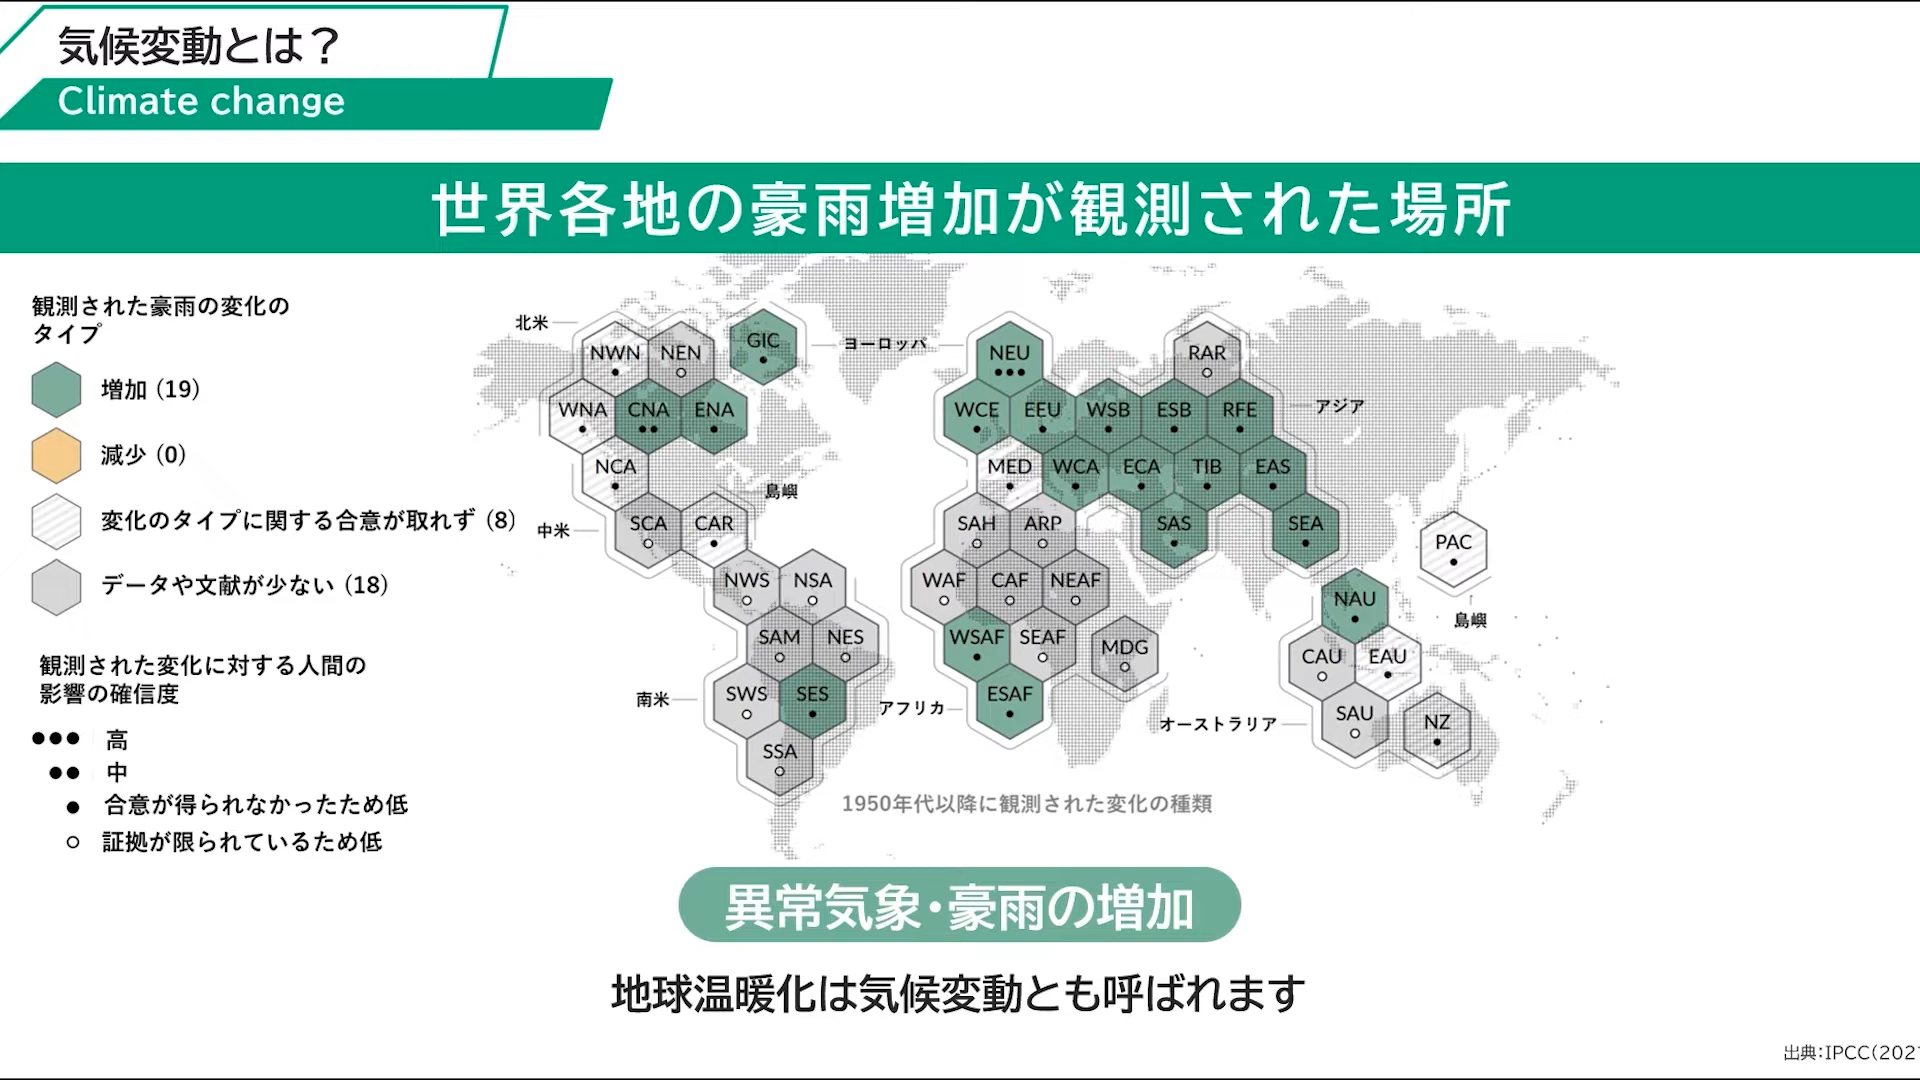 気候変動とは？
Climate change
世界各地の豪雨増加が観測された場所
観測された豪雨の変化の
タイプ
増加 (19)
減少 (0)
変化のタイプに関する合意が取れず (8)
データや文献が少ない (18)
観測された変化に対する人間の
影響の確信度
●●● 高
●● 中
● 合意が得られなかったため低
○ 証拠が限られているため低
北米
NWN NEN GIC
WNA CNA ENA
NCA
島嶼
中米
SCA CAR
NWS NSA
SAM NES
南米
SWS SES
SSA
ヨーロッパ
NEU RAR
WCE EEU WSB ESB RFE
アジア
MED WCA ECA TIB EAS
SAH ARP SAS SEA
WAF CAF NEAF
WSAF SEAF MDG
アフリカ
ESAF
PAC
島嶼
NAU
CAU EAU
オーストラリア
SAU NZ
1950年代以降に観測された変化の種類
異常気象・豪雨の増加
地球温暖化は気候変動とも呼ばれます
出典：IPCC（202